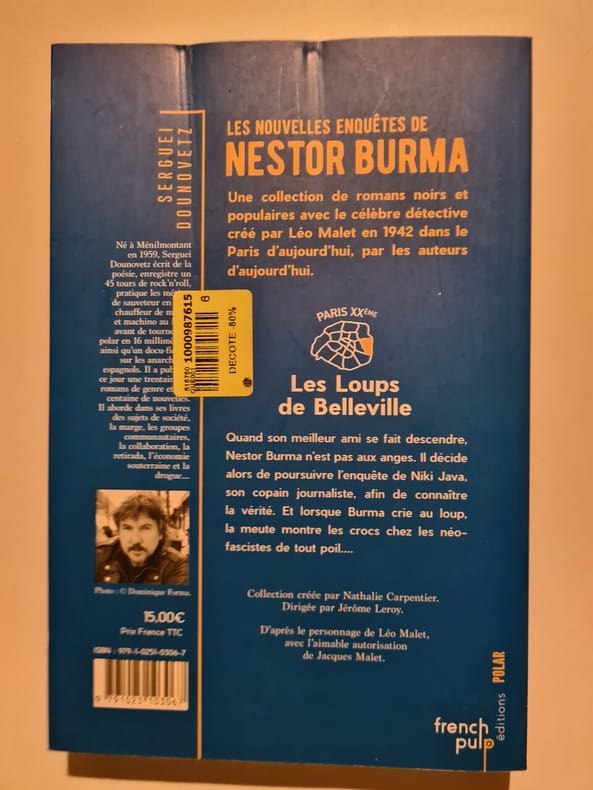 SERGUEI
DOUNOVETZ
Né à Ménilmontant
en 1959, Serguei
Dounovetz écrit de la
poésie, enregistre un
45 tours de rock'n'roll,
pratique les
de sauveteur en
chauffeur de
et machino au
avant de
polar en 16
ainsi qu'un
sur les
espagnols. Il a
ce jour une
romans de genre
centaine de
Il aborde dans ses livres
des sujets de société,
la marge, les groupes
communautaires,
la collaboration, la
retirada, l'économie
souterraine et la
drogue...
Photo : © Dominique Forma.
15,00€
Prix France TTC
ISBN : 979-1-0251-0306-7
9 791025 103067
1000987615
6
DECOTE -80%
LES NOUVELLES ENQUÊTES DE
NESTOR BURMA
Une collection de romans noirs et
populaires avec le célèbre détective
créé par Léo Malet en 1942 dans le
Paris d'aujourd'hui, par les auteurs
d'aujourd'hui.
PARIS XXÈME
Les Loups
de Belleville
Quand son meilleur ami se fait descendre,
Nestor Burma n'est pas aux anges. Il décide
alors de poursuivre l'enquête de Niki Java,
son copain journaliste, afin de connaître
la vérité. Et lorsque Burma crie au loup,
la meute montre les crocs chez les néo-
fascistes de tout poil....
Collection créée par Nathalie Carpentier.
Dirigée par Jérôme Leroy.
D'après le personnage de Léo Malet,
avec l'aimable autorisation
de Jacques Malet.
french
pulp
éditions POLAR